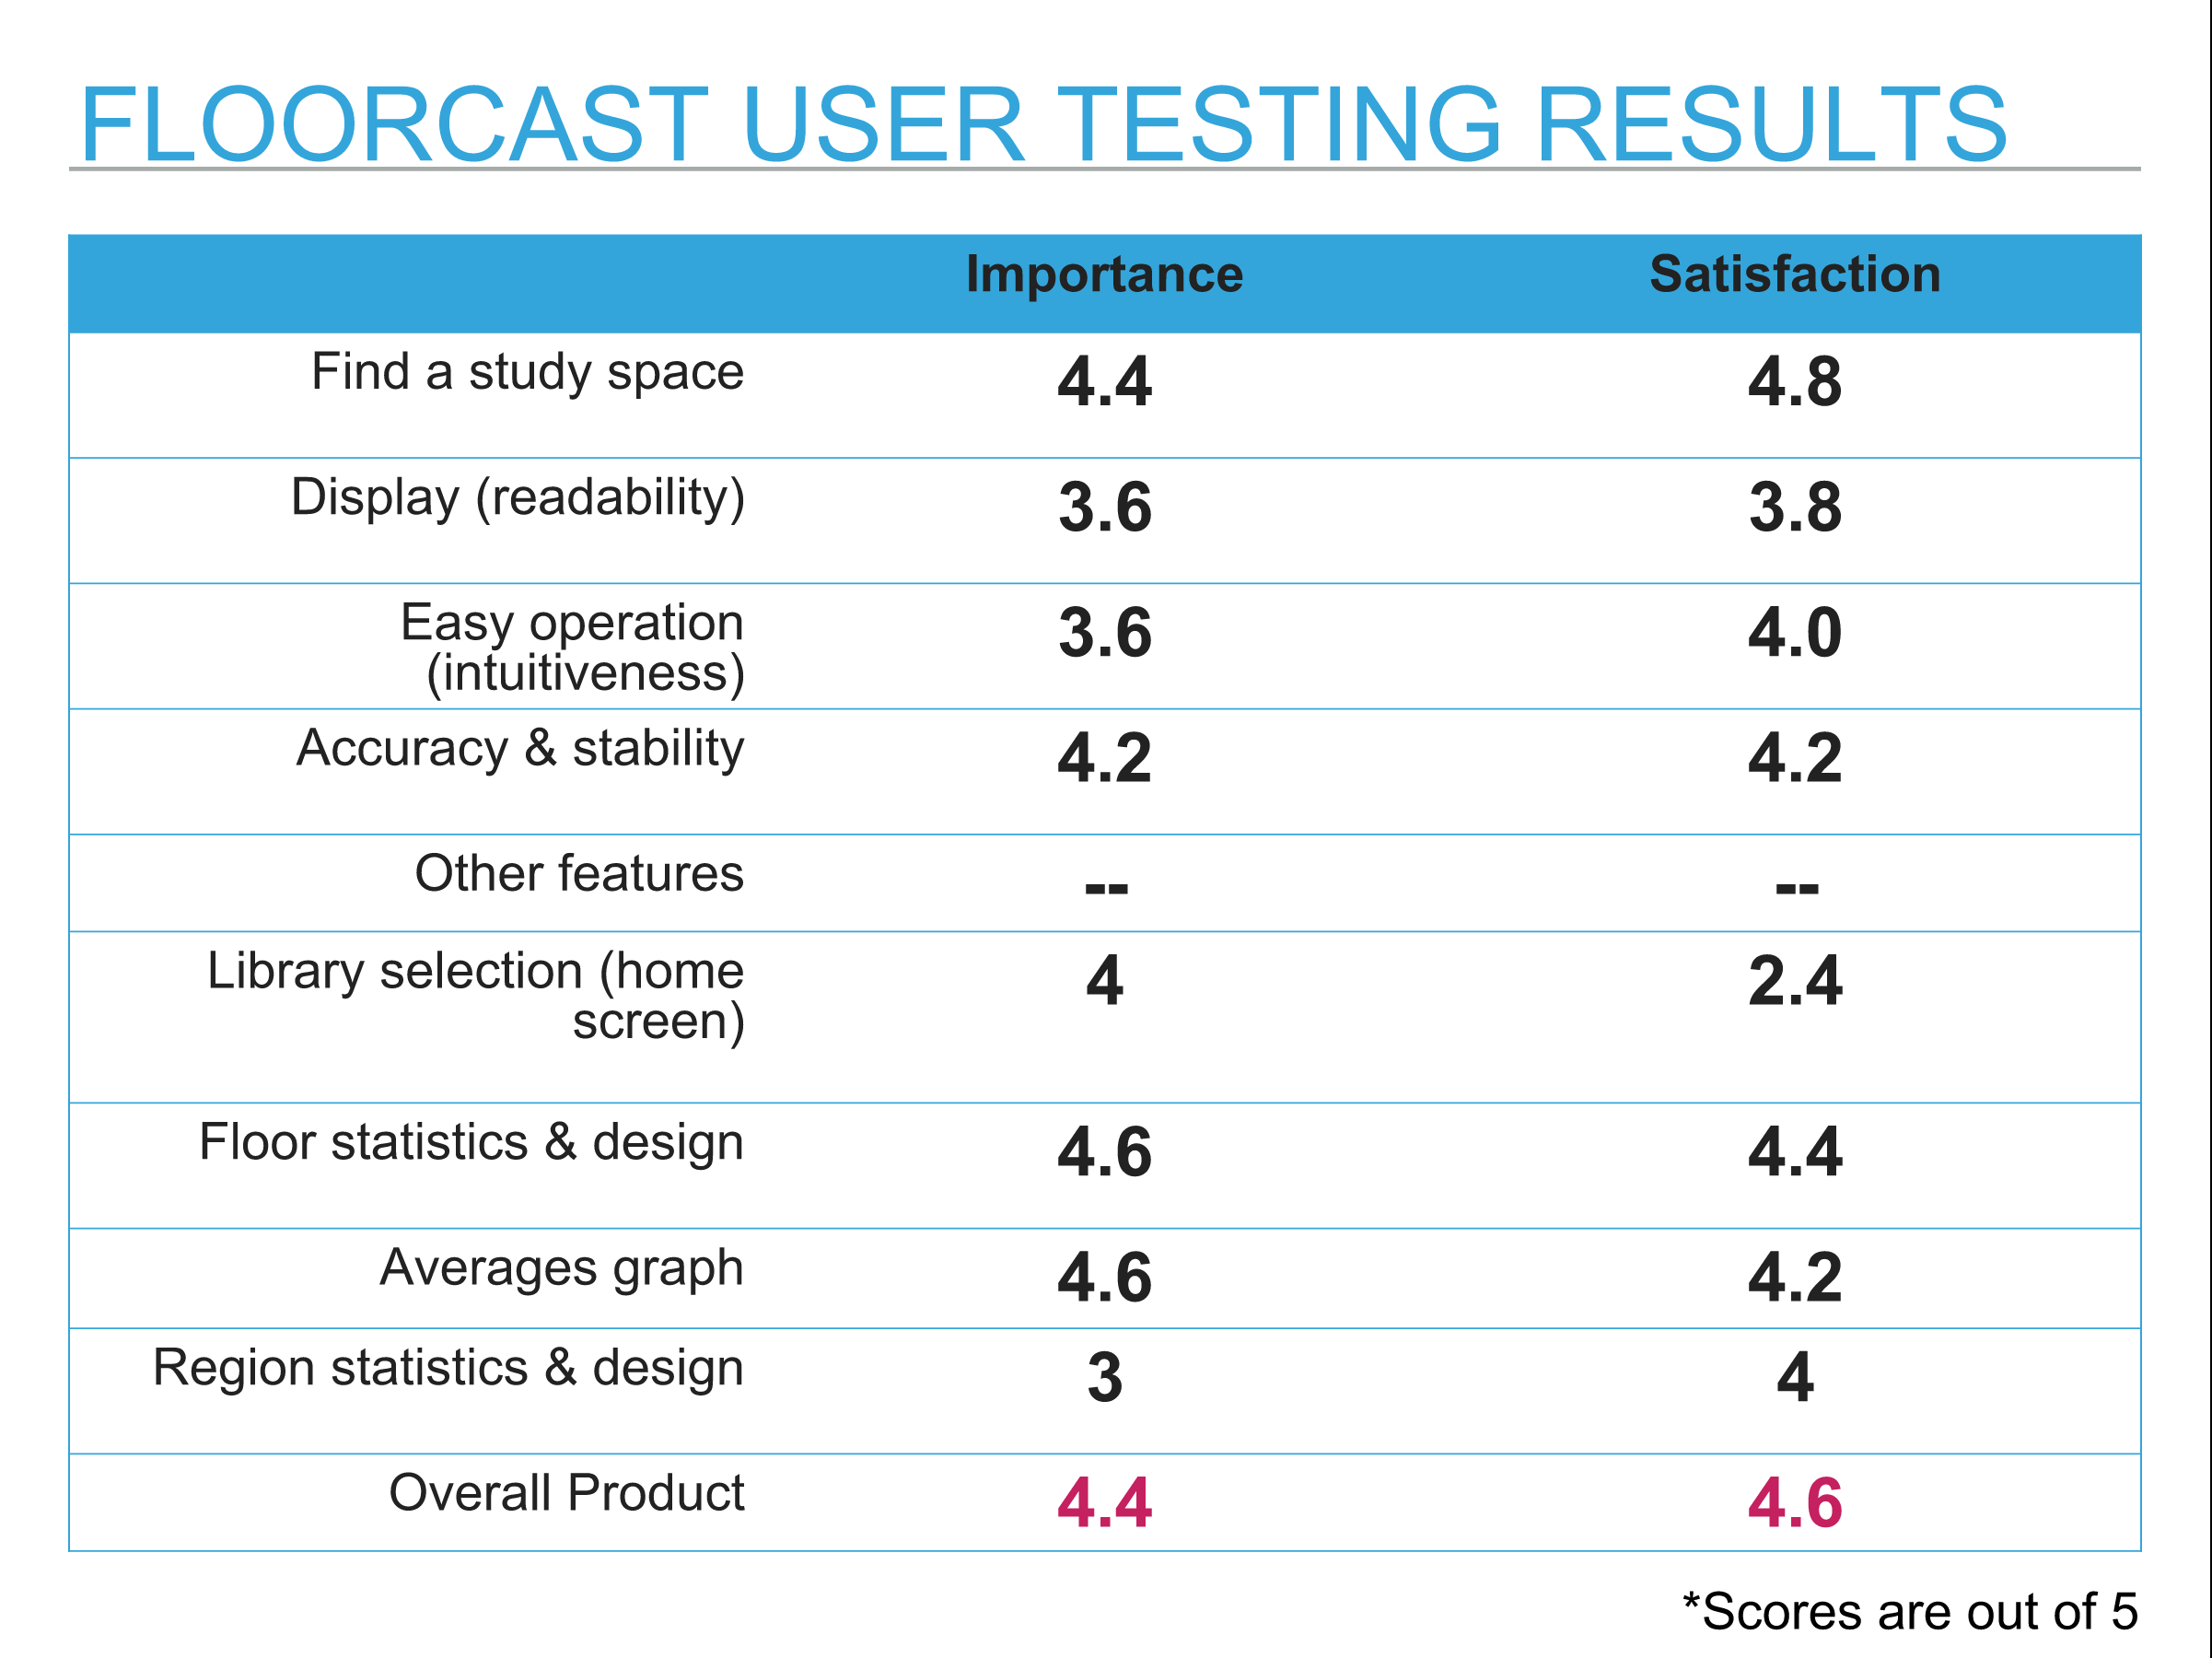 FLOORCAST USER TESTING RESULTS
Importance Satisfaction
Find a study space 4.4 4.8
Display (readability) 3.6 3.8
Easy operation 3.6 4.0
(intuitiveness)
Accuracy & stability 4.2 4.2
Other features -- --
Library selection (home 4 2.4
screen)
Floor statistics & design 4.6 4.4
Averages graph 4.6 4.2
Region statistics & design 3 4
Overall Product 4.4 4.6
*Scores are out of 5